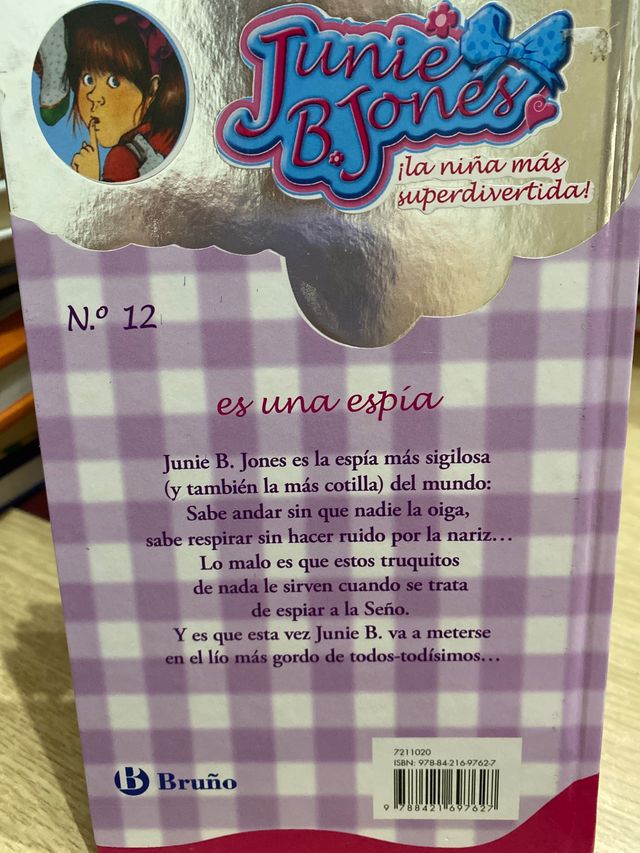 Junie
B. Jones
¡la niña más
superdivertida!
N.º 12
es una espía
Junie B. Jones es la espía más sigilosa
(y también la más cotilla) del mundo:
Sabe andar sin que nadie la oiga,
sabe respirar sin hacer ruido por la nariz...
Lo malo es que estos truquitos
de nada le sirven cuando se trata
de espiar a la Seño.
Y es que esta vez Junie B. va a meterse
en el lío más gordo de todos-todísimos...
7211020
ISBN: 978-84-216-9762-7
9 788421 697627
B Bruño